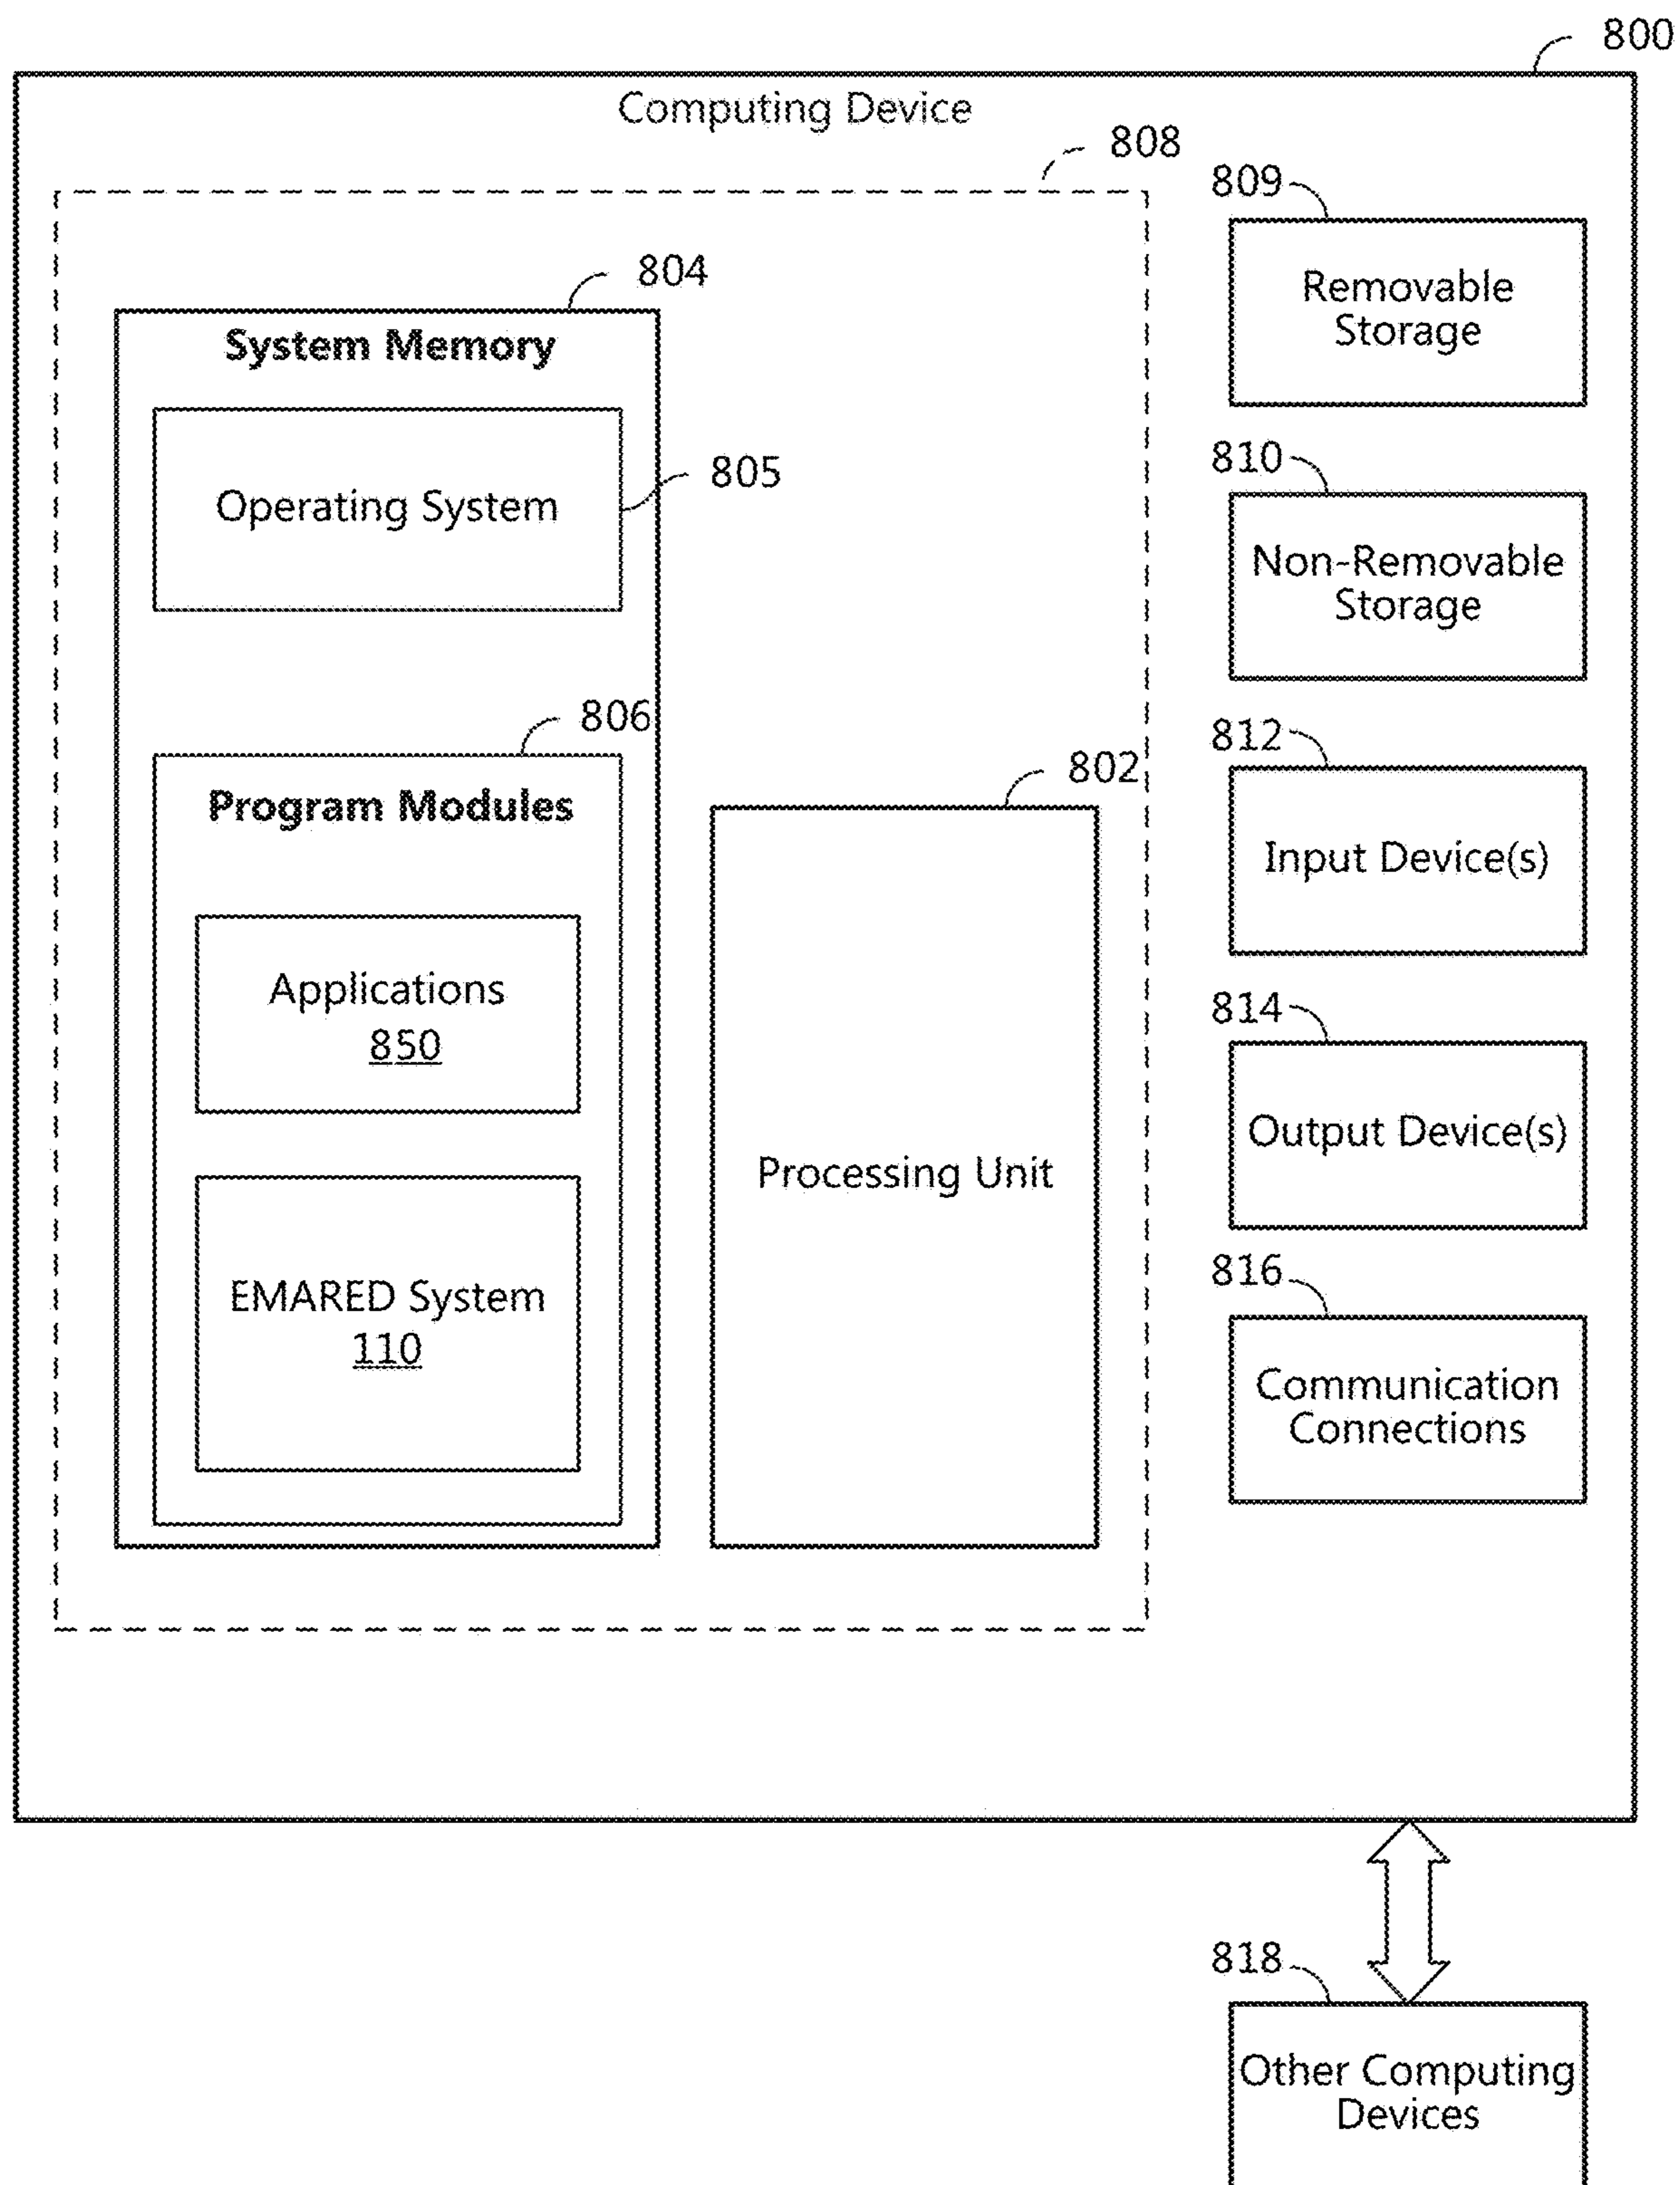 800
Computing Device
808
809
Removable
Storage
804
System Memory
Operating System
805
810
Non-Removable
Storage
806
Program Modules
802
812
Input Device(s)
Applications
850
814
Output Device(s)
Processing Unit
EMARED System
110
816
Communication
Connections
818
Other Computing
Devices